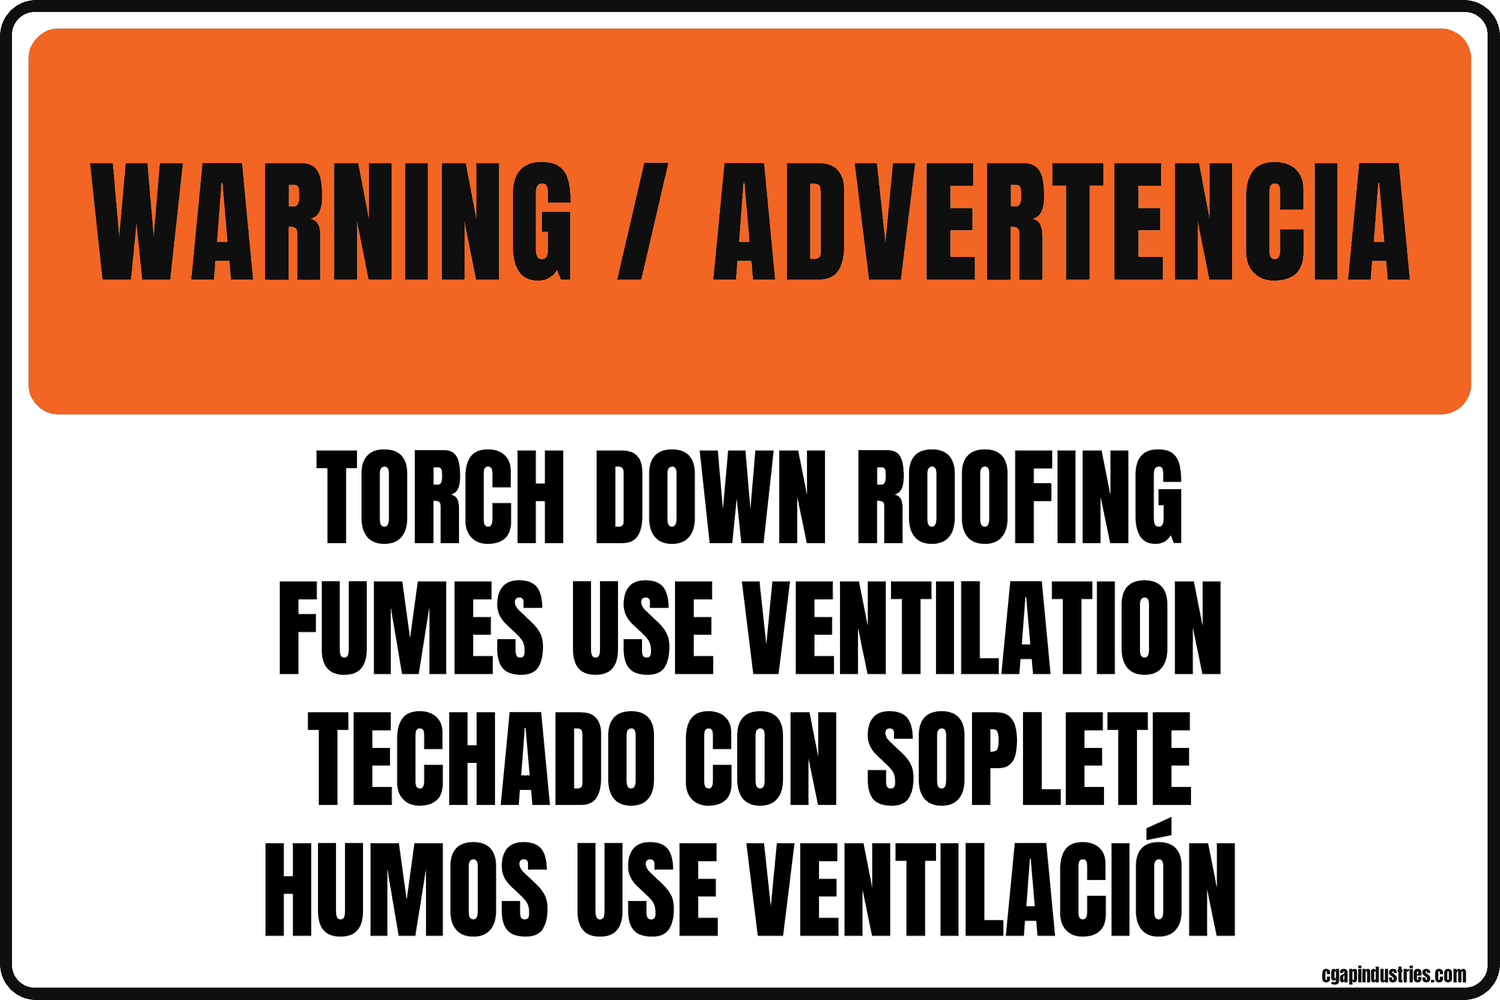 WARNING / ADVERTENCIA
TORCH DOWN ROOFING
FUMES USE VENTILATION
TECHADO CON SOPLETE
HUMOS USE VENTILACIÓN
cgapindustries.com